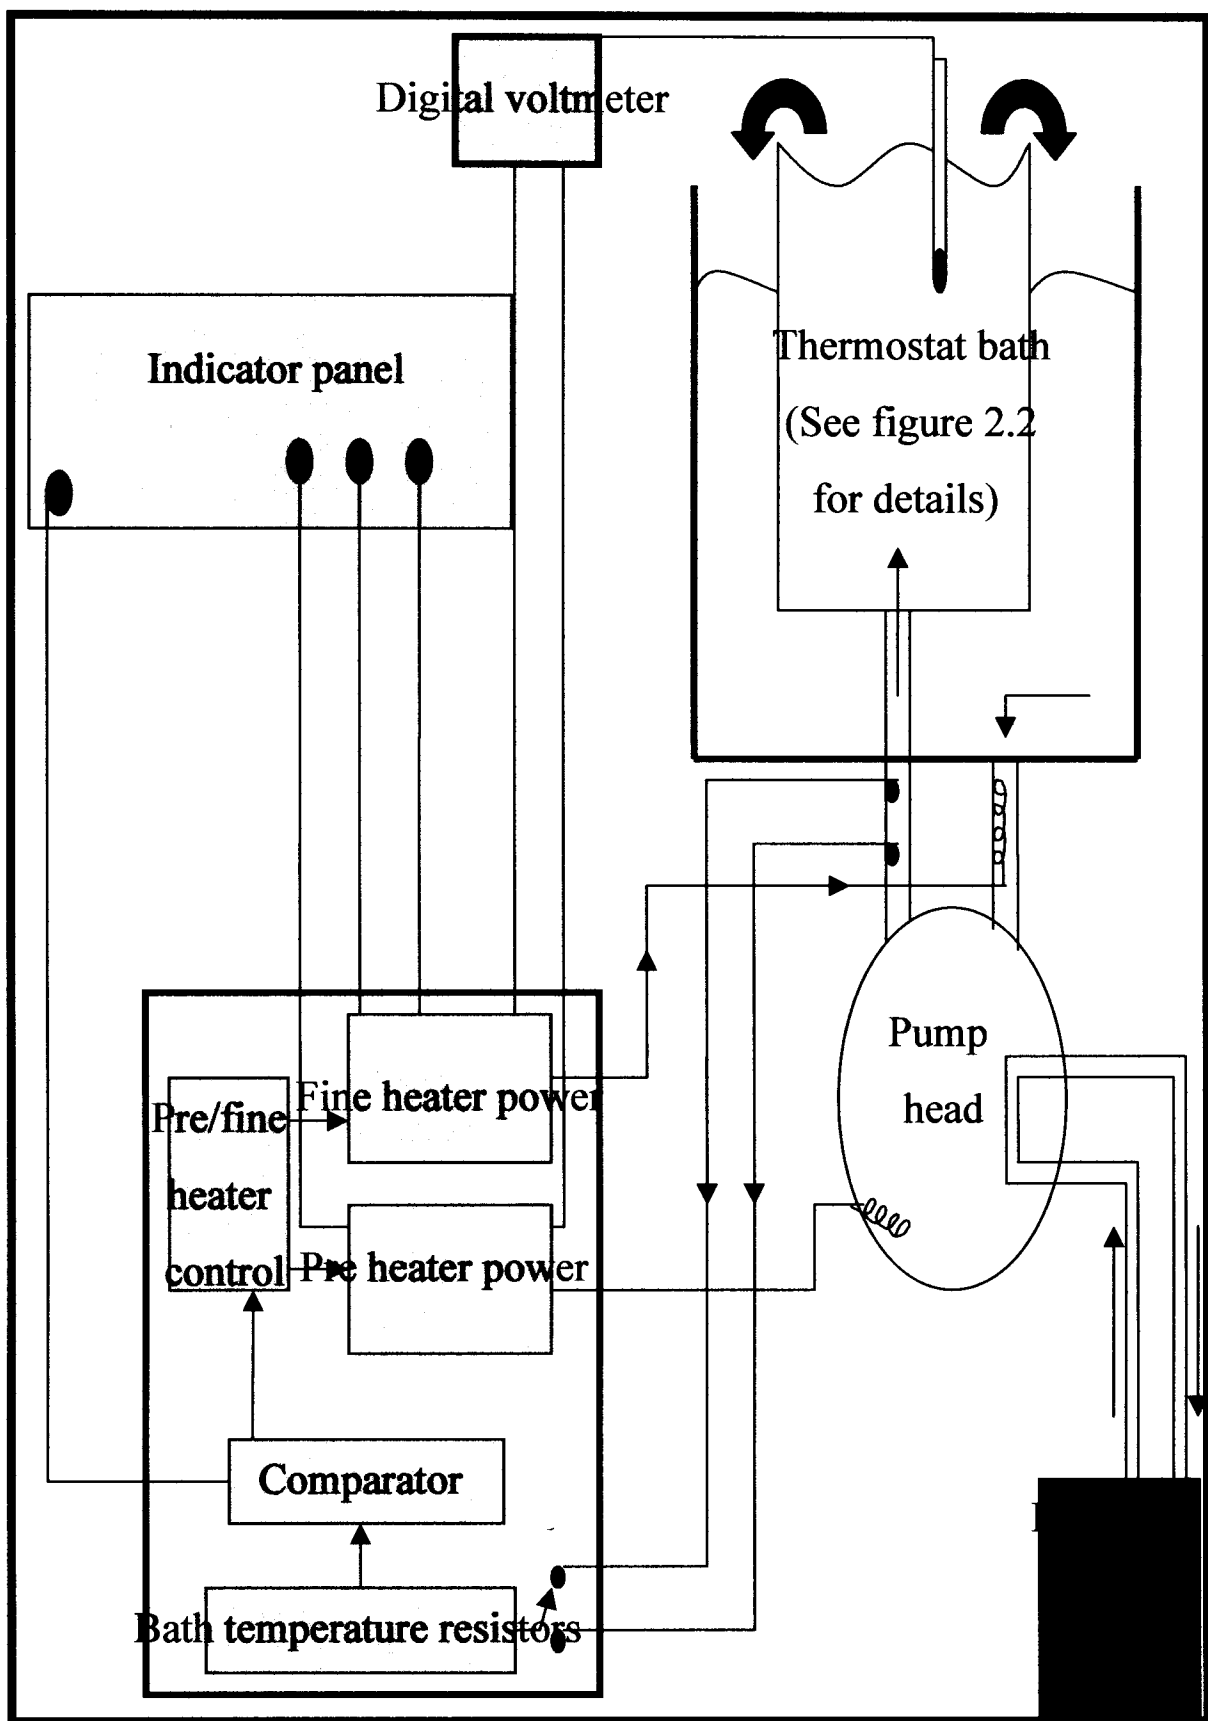 Digital voltmeter
Indicator panel
Thermostat bath
(See figure 2.2
for details)
Pump
head
Fine heater power
Pre/fine
heater
control
Pre heater power
Comparator
Bath temperature resistors